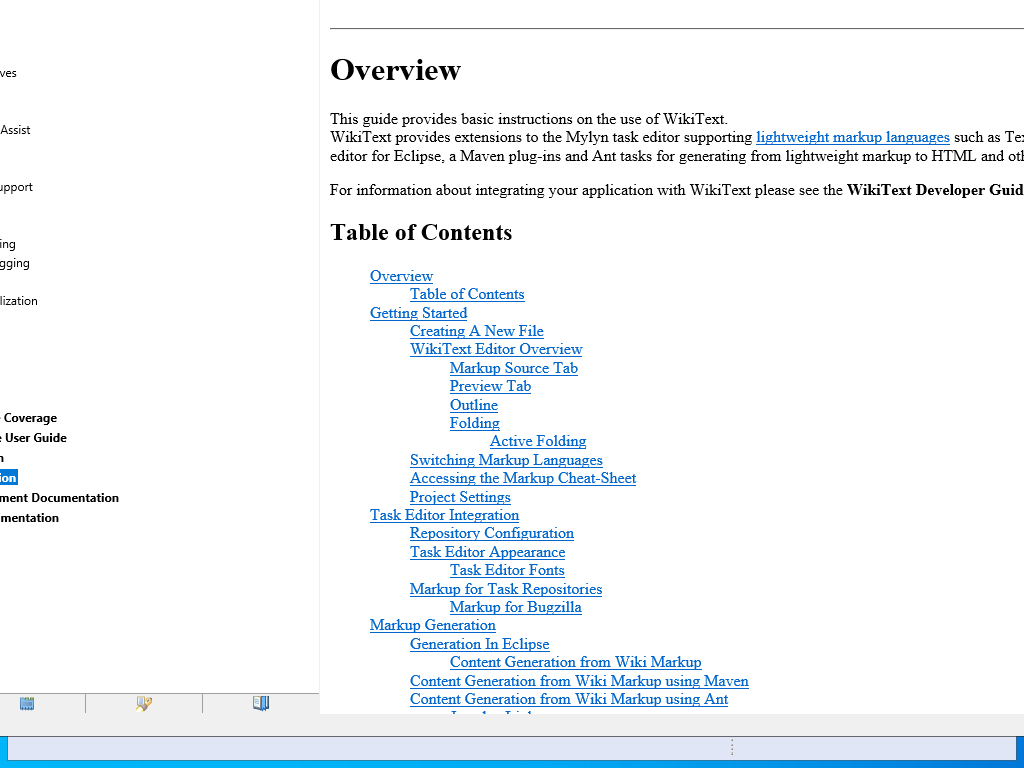 ves
Assist
upport
ing
gging
lization
Coverage
User Guide
ion
ment Documentation
mentation
Overview
This guide provides basic instructions on the use of WikiText.
WikiText provides extensions to the Mylyn task editor supporting lightweight markup languages such as Tex
editor for Eclipse, a Maven plug-ins and Ant tasks for generating from lightweight markup to HTML and oth
For information about integrating your application with WikiText please see the WikiText Developer Guid
Table of Contents
Overview
Table of Contents
Getting Started
Creating A New File
WikiText Editor Overview
Markup Source Tab
Preview Tab
Outline
Folding
Active Folding
Switching Markup Languages
Accessing the Markup Cheat-Sheet
Project Settings
Task Editor Integration
Repository Configuration
Task Editor Appearance
Task Editor Fonts
Markup for Task Repositories
Markup for Bugzilla
Markup Generation
Generation In Eclipse
Content Generation from Wiki Markup
Content Generation from Wiki Markup using Maven
Content Generation from Wiki Markup using Ant